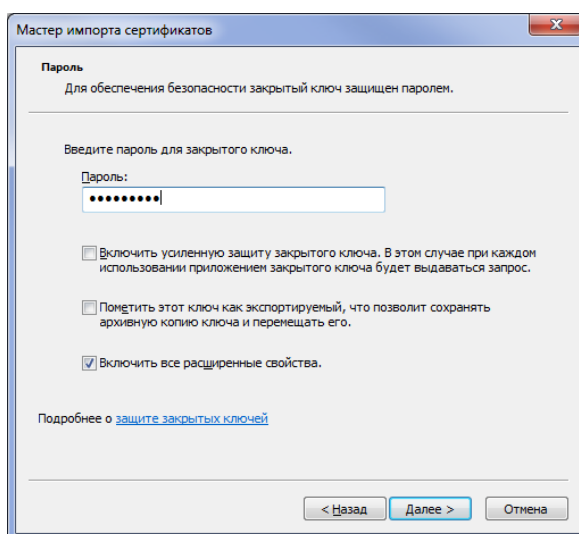 Мастер импорта сертификатов
Пароль
Для обеспечения безопасности закрытый ключ защищен паролем.
Введите пароль для закрытого ключа.
Пароль:
•••••••••
Включить усиленную защиту закрытого ключа. В этом случае при каждом
использовании приложением закрытого ключа будет выдаваться запрос.
Пометить этот ключ как экспортируемый, что позволит сохранять
архивную копию ключа и перемещать его.
Включить все расширенные свойства.
Подробнее о защите закрытых ключей
< Назад Далее > Отмена